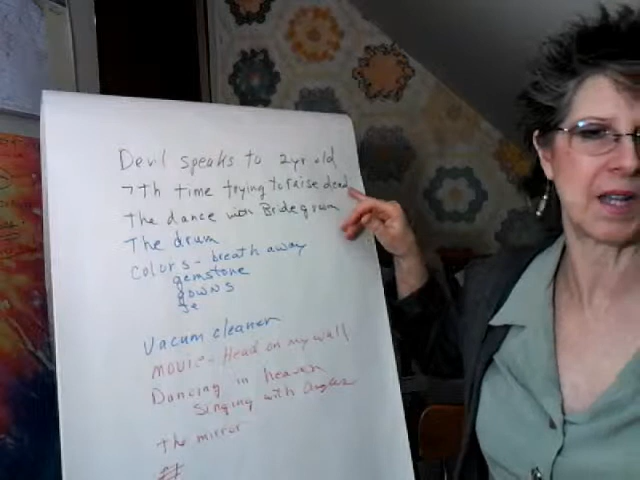 Devil speaks to 2yr old
7th time trying to raise dead
The dance with Bridegroom
The drum
Colors - breath away
gemstone
gowns
Je
Vacum cleaner
Movie - Head on my wall
Dancing in heaven
Singing with
The mirror